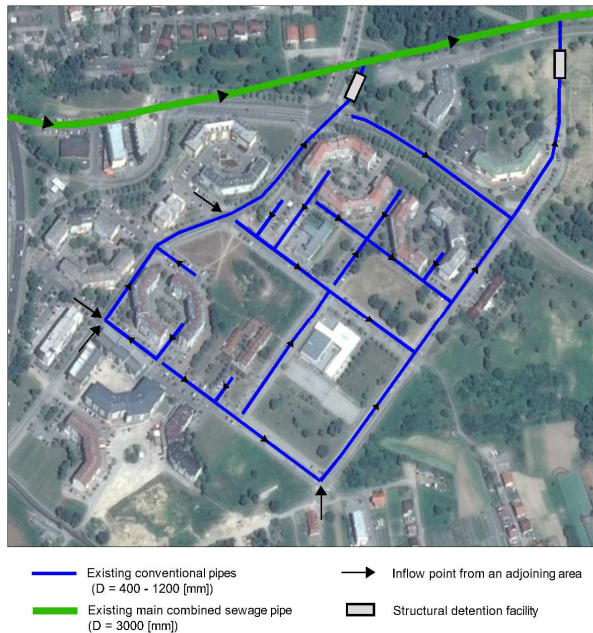 Existing conventional pipes
(D = 400 - 1200 [mm])
Inflow point from an adjoining area
Existing main combined sewage pipe
(D = 3000 [mm])
Structural detention facility